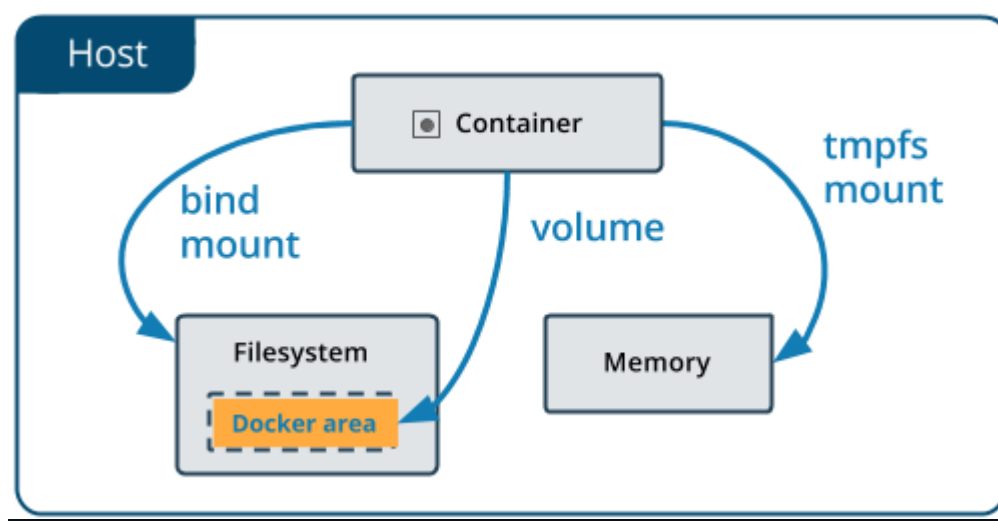 Host
Container
bind
mount
volume
tmpfs
mount
Filesystem
Docker area
Memory